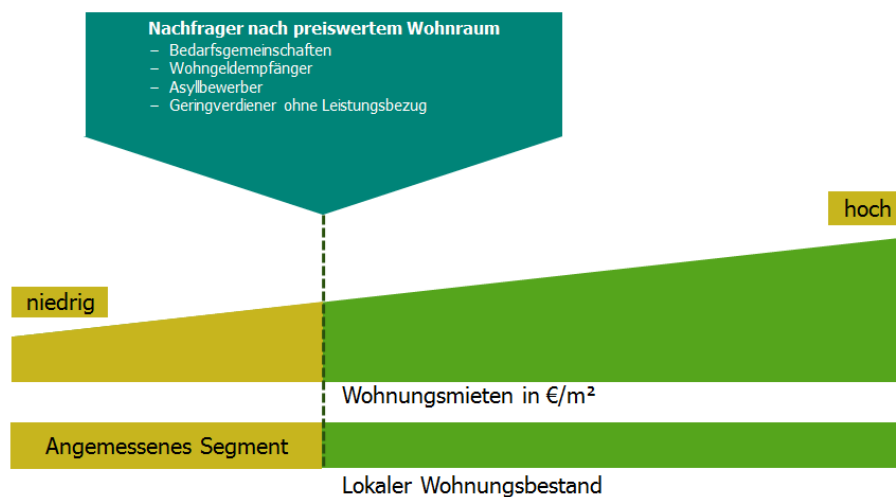 Nachfrager nach preiswertem Wohnraum
– Bedarfsgemeinschaften
– Wohngeldempfänger
– Asyllbewerber
– Geringverdiener ohne Leistungsbezug
hoch
niedrig
Wohnungsmieten in €/m²
Angemessenes Segment
Lokaler Wohnungsbestand